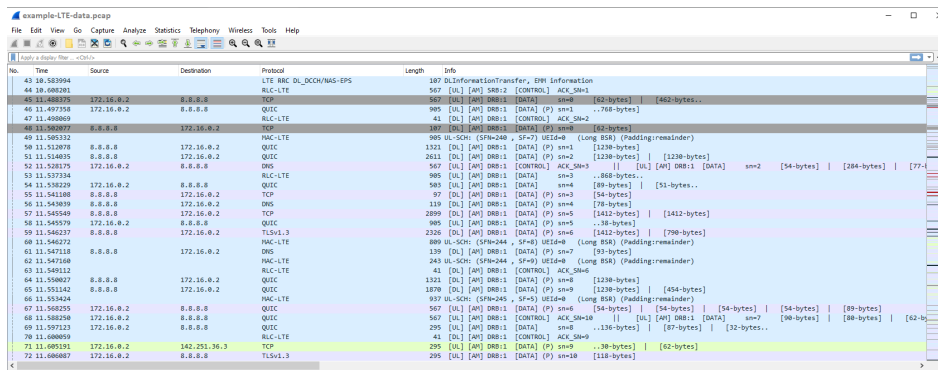 example-LTE-data.pcap
File Edit View Go Capture Analyze Statistics Telephony Wireless Tools Help
Apply a display filter ... <Ctrl-/>
No. Time Source Destination Protocol Length Info
43 10.583994 LTE RRC DL_DCCH/NAS-EPS 107 DLInformationTransfer, EMM information
44 10.608201 RLC-LTE 567 [UL] [AM] SRB:2 [CONTROL] ACK_SN=1
45 11.488375 172.16.0.2 8.8.8.8 TCP 567 [UL] [AM] DRB:1 [DATA] sn=0 [62-bytes] | [462-bytes..
46 11.497358 172.16.0.2 8.8.8.8 QUIC 905 [UL] [AM] DRB:1 [DATA] (P) sn=1 ..768-bytes]
47 11.498069 RLC-LTE 41 [DL] [AM] DRB:1 [CONTROL] ACK_SN=2
48 11.502077 8.8.8.8 172.16.0.2 TCP 107 [DL] [AM] DRB:1 [DATA] (P) sn=0 [62-bytes]
49 11.505332 MAC-LTE 905 UL-SCH: (SFN=240 , SF=7) UEId=0 (Long BSR) (Padding:remainder)
50 11.512078 8.8.8.8 172.16.0.2 QUIC 1321 [DL] [AM] DRB:1 [DATA] (P) sn=1 [1230-bytes]
51 11.514035 8.8.8.8 172.16.0.2 QUIC 2611 [DL] [AM] DRB:1 [DATA] (P) sn=2 [1230-bytes] | [1230-bytes]
52 11.528175 172.16.0.2 8.8.8.8 DNS 567 [UL] [AM] DRB:1 [CONTROL] ACK_SN=3 || [UL] [AM] DRB:1 [DATA] sn=2 [54-bytes] | [284-bytes] | [77-b
53 11.537334 RLC-LTE 905 [UL] [AM] DRB:1 [DATA] sn=3 ..868-bytes..
54 11.538229 172.16.0.2 8.8.8.8 QUIC 503 [UL] [AM] DRB:1 [DATA] sn=4 [89-bytes] | [51-bytes..
55 11.541108 8.8.8.8 172.16.0.2 TCP 97 [DL] [AM] DRB:1 [DATA] (P) sn=3 [54-bytes]
56 11.543039 8.8.8.8 172.16.0.2 DNS 119 [DL] [AM] DRB:1 [DATA] (P) sn=4 [78-bytes]
57 11.545549 8.8.8.8 172.16.0.2 TCP 2899 [DL] [AM] DRB:1 [DATA] (P) sn=5 [1412-bytes] | [1412-bytes]
58 11.545579 172.16.0.2 8.8.8.8 QUIC 905 [UL] [AM] DRB:1 [DATA] (P) sn=5 ..38-bytes]
59 11.546237 8.8.8.8 172.16.0.2 TLSv1.3 2326 [DL] [AM] DRB:1 [DATA] (P) sn=6 [1412-bytes] | [790-bytes]
60 11.546272 MAC-LTE 809 UL-SCH: (SFN=244 , SF=8) UEId=0 (Long BSR) (Padding:remainder)
61 11.547118 8.8.8.8 172.16.0.2 DNS 139 [DL] [AM] DRB:1 [DATA] (P) sn=7 [93-bytes]
62 11.547160 MAC-LTE 243 UL-SCH: (SFN=244 , SF=9) UEId=0 (Long BSR) (Padding:remainder)
63 11.549112 RLC-LTE 41 [DL] [AM] DRB:1 [CONTROL] ACK_SN=6
64 11.550027 8.8.8.8 172.16.0.2 QUIC 1321 [DL] [AM] DRB:1 [DATA] (P) sn=8 [1230-bytes]
65 11.551142 8.8.8.8 172.16.0.2 QUIC 1870 [DL] [AM] DRB:1 [DATA] (P) sn=9 [1230-bytes] | [454-bytes]
66 11.553424 MAC-LTE 937 UL-SCH: (SFN=245 , SF=5) UEId=0 (Long BSR) (Padding:remainder)
67 11.568255 172.16.0.2 8.8.8.8 QUIC 567 [UL] [AM] DRB:1 [DATA] (P) sn=6 [54-bytes] | [54-bytes] | [54-bytes] | [54-bytes] | [89-bytes]
68 11.588250 172.16.0.2 8.8.8.8 QUIC 567 [UL] [AM] DRB:1 [CONTROL] ACK_SN=10 || [UL] [AM] DRB:1 [DATA] sn=7 [90-bytes] | [80-bytes] | [62-b
69 11.597123 172.16.0.2 8.8.8.8 QUIC 295 [UL] [AM] DRB:1 [DATA] sn=8 ..136-bytes] | [87-bytes] | [32-bytes..
70 11.600059 RLC-LTE 41 [DL] [AM] DRB:1 [CONTROL] ACK_SN=9
71 11.605191 172.16.0.2 142.251.36.3 TCP 295 [UL] [AM] DRB:1 [DATA] (P) sn=9 ..30-bytes] | [62-bytes]
72 11.606087 172.16.0.2 8.8.8.8 TLSv1.3 295 [UL] [AM] DRB:1 [DATA] (P) sn=10 [118-bytes]